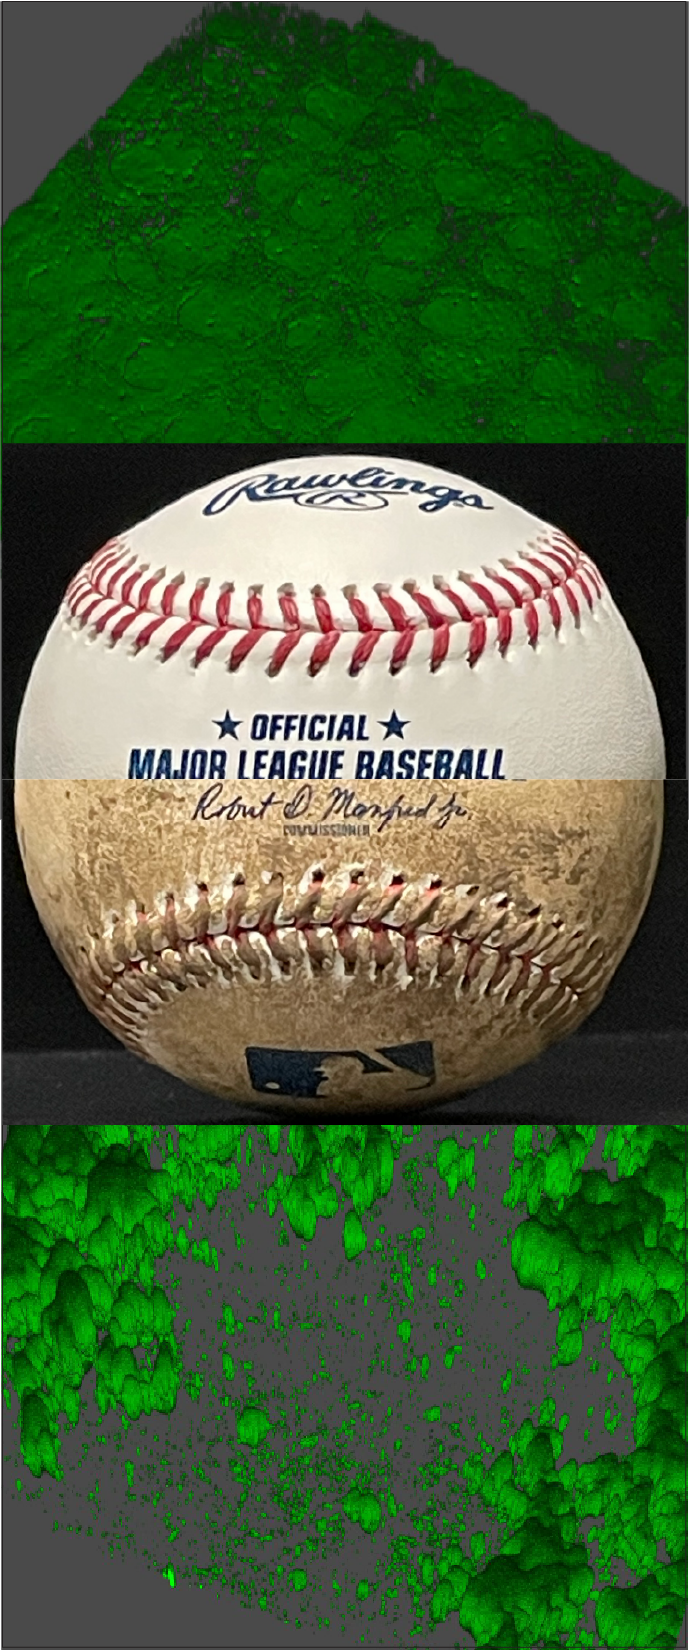 Rawlings
R
★ OFFICIAL ★
MAJOR LEAGUE BASEBALL
Robert D. Manfred Jr.
COMMISSIONER